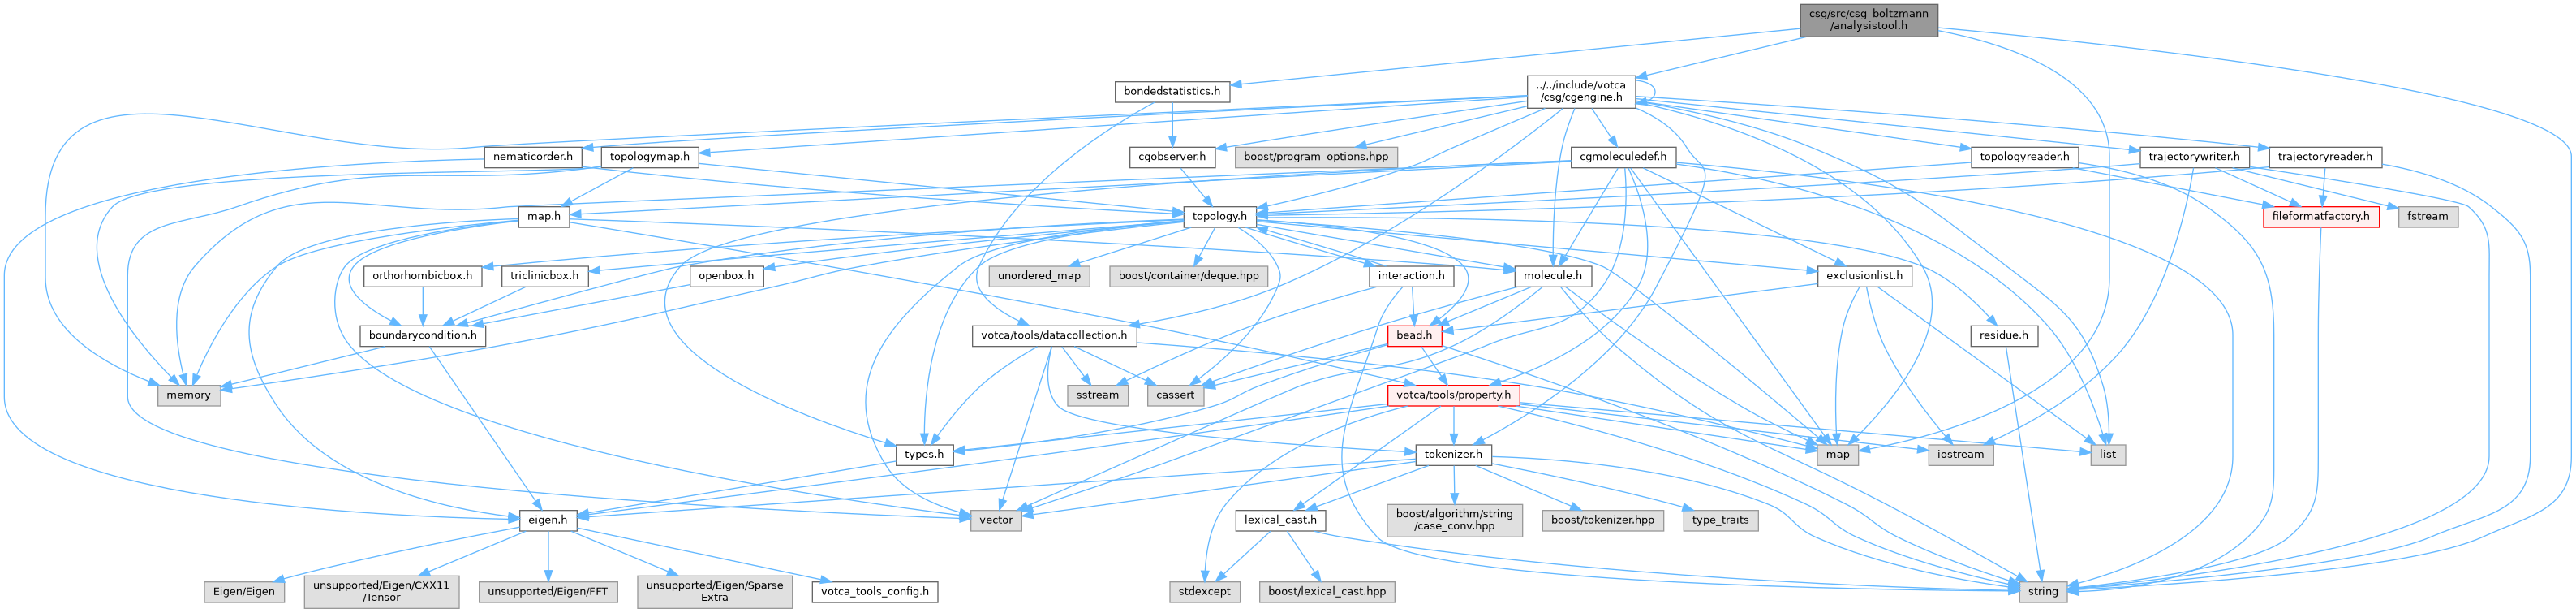 csg/src/csg_boltzmann
/analysistool.h
bondedstatistics.h
../../include/votca
/csg/cgengine.h
nematicorder.h
topologymap.h
cgobserver.h
boost/program_options.hpp
cgmoleculedef.h
topologyreader.h
trajectorywriter.h
trajectoryreader.h
map.h
topology.h
fileformatfactory.h
fstream
orthorhombicbox.h
triclinicbox.h
openbox.h
unordered_map
boost/container/deque.hpp
interaction.h
molecule.h
exclusionlist.h
boundarycondition.h
votca/tools/datacollection.h
bead.h
residue.h
memory
sstream
cassert
votca/tools/property.h
types.h
tokenizer.h
map
iostream
list
eigen.h
vector
lexical_cast.h
boost/algorithm/string
/case_conv.hpp
boost/tokenizer.hpp
type_traits
Eigen/Eigen
unsupported/Eigen/CXX11
/Tensor
unsupported/Eigen/FFT
unsupported/Eigen/Sparse
Extra
votca_tools_config.h
stdexcept
boost/lexical_cast.hpp
string